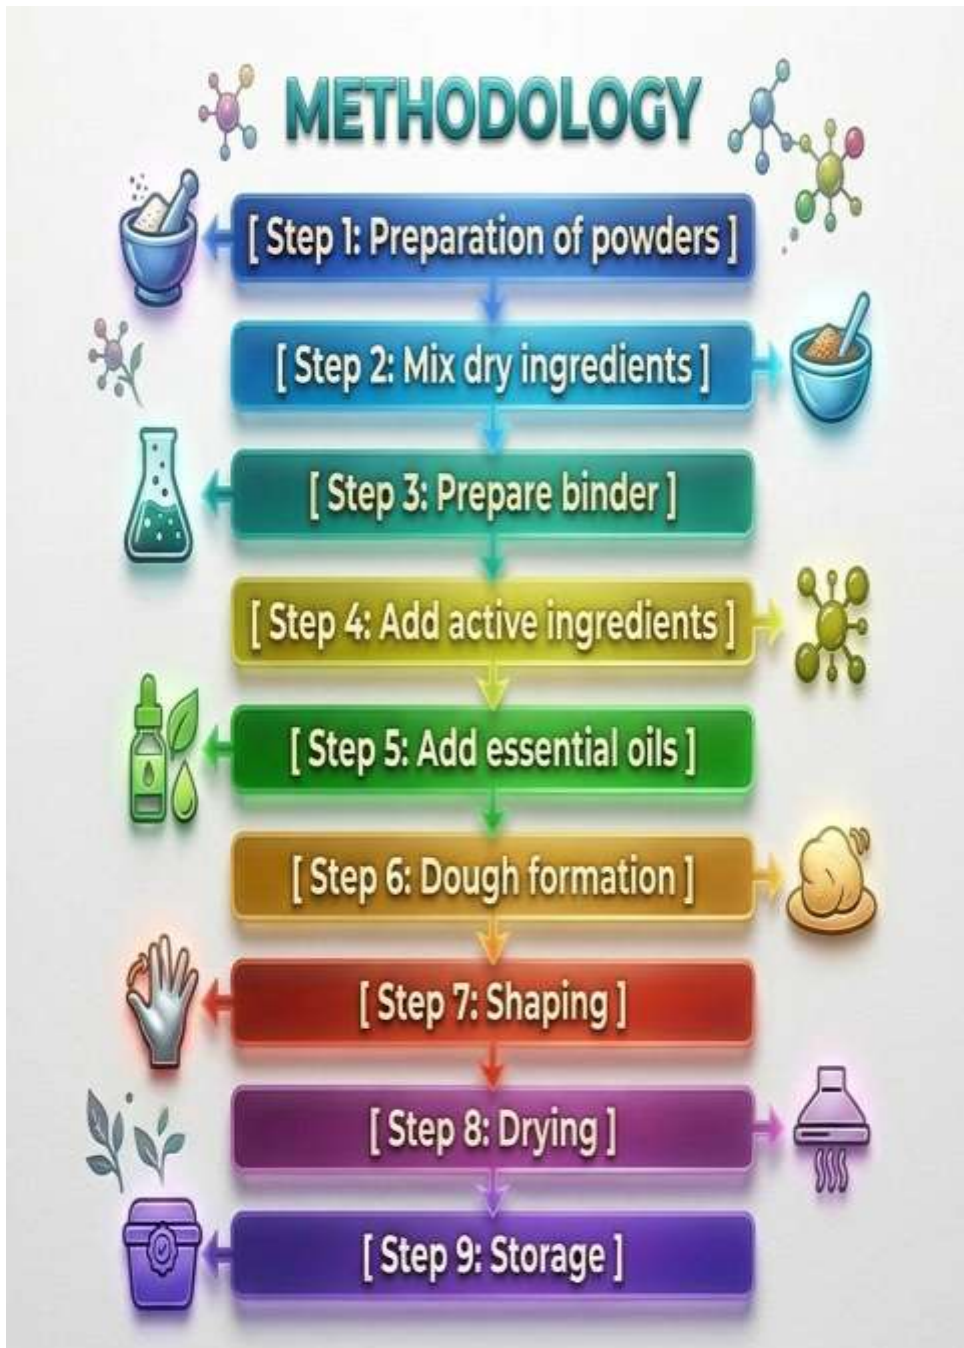 METHODOLOGY
[ Step 1: Preparation of powders ]
[ Step 2: Mix dry ingredients ]
[ Step 3: Prepare binder ]
[ Step 4: Add active ingredients ]
[ Step 5: Add essential oils ]
[ Step 6: Dough formation ]
[ Step 7: Shaping ]
[ Step 8: Drying ]
[ Step 9: Storage ]